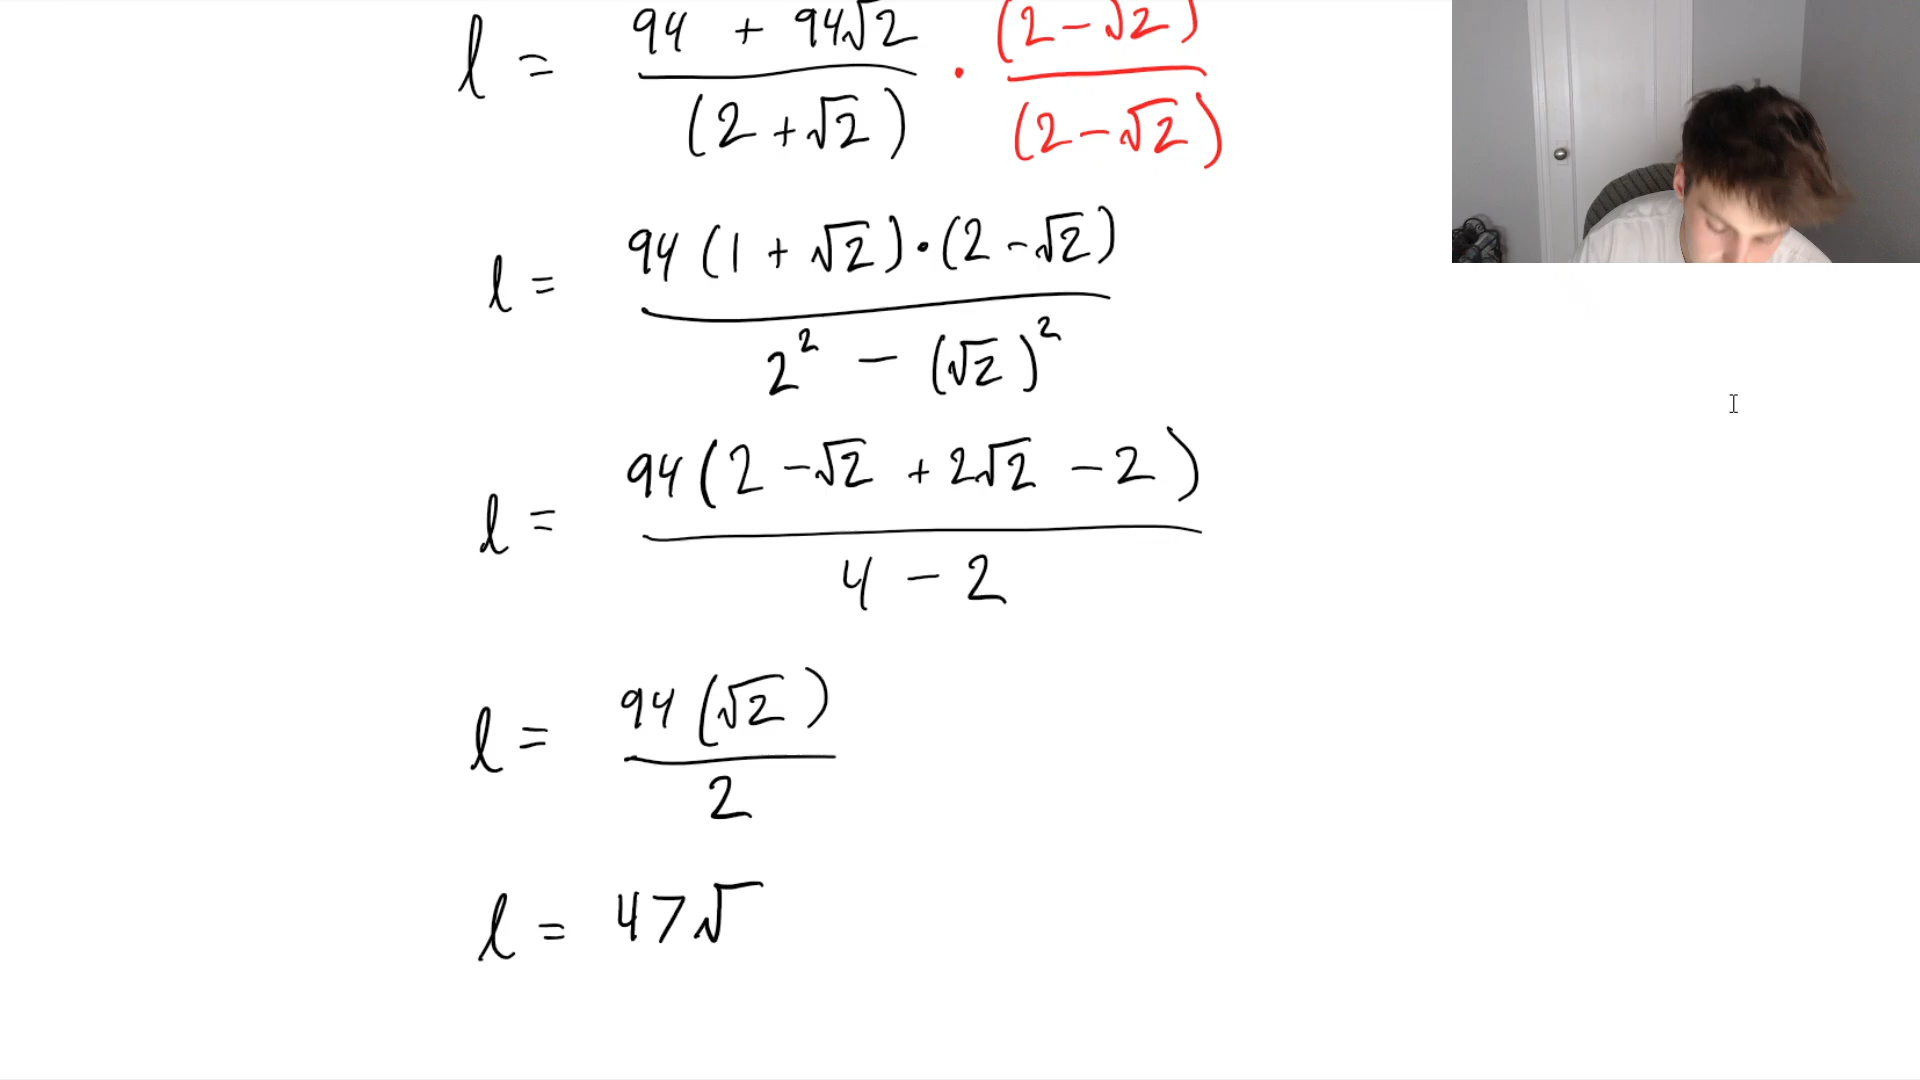 l = 94 + 94√2 / (2 + √2) · (2 - √2) / (2 - √2)
l = 94 (1 + √2) · (2 - √2) / 2² - (√2)²
l = 94 (2 - √2 + 2√2 - 2) / 4 - 2
l = 94 (√2) / 2
l = 47√